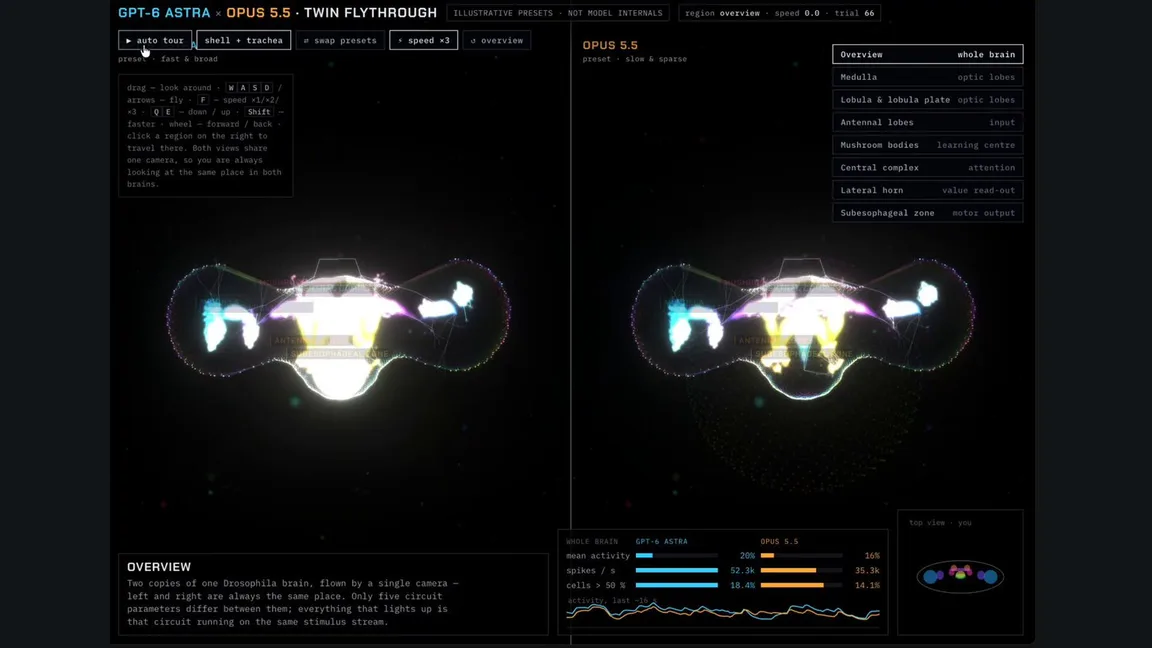 GPT-6 ASTRA × OPUS 5.5 · TWIN FLYTHROUGH
ILLUSTRATIVE PRESETS · NOT MODEL INTERNALS
region overview · speed 0.0 · trial 66
▶ auto tour
shell + trachea
⇄ swap presets
⚡ speed ×3
↺ overview
preset · fast & broad
drag — look around · W A S D /
arrows — fly · F — speed ×1/×2/
×3 · Q E — down / up · Shift —
faster · wheel — forward / back ·
click a region on the right to
travel there. Both views share
one camera, so you are always
looking at the same place in both
brains.
OPUS 5.5
preset · slow & sparse
Overview whole brain
Medulla optic lobes
Lobula & lobula plate optic lobes
Antennal lobes input
Mushroom bodies learning centre
Central complex attention
Lateral horn value read-out
Subesophageal zone motor output
SUBESOPHAGEAL ZONE
OVERVIEW
Two copies of one Drosophila brain, flown by a single camera —
left and right are always the same place. Only five circuit
parameters differ between them; everything that lights up is
that circuit running on the same stimulus stream.
WHOLE BRAIN GPT-6 ASTRA OPUS 5.5
mean activity 20% 16%
spikes / s 52.3k 35.3k
cells > 50 % 18.4% 14.1%
activity, last ~16 s
top view · you